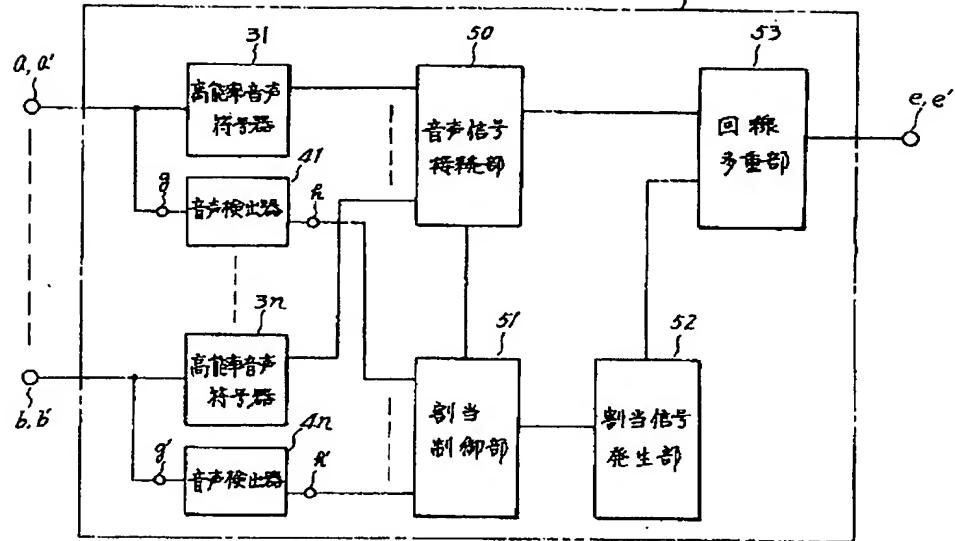 31
50
53
a, a'
高能率音声
符号器
音声信号
接続部
回線
多重部
e, e'
41
g
音声検出器
h
3n
高能率音声
符号器
51
52
b, b'
4n
割当
制御部
割当信号
発生部
g'
音声検出器
h'